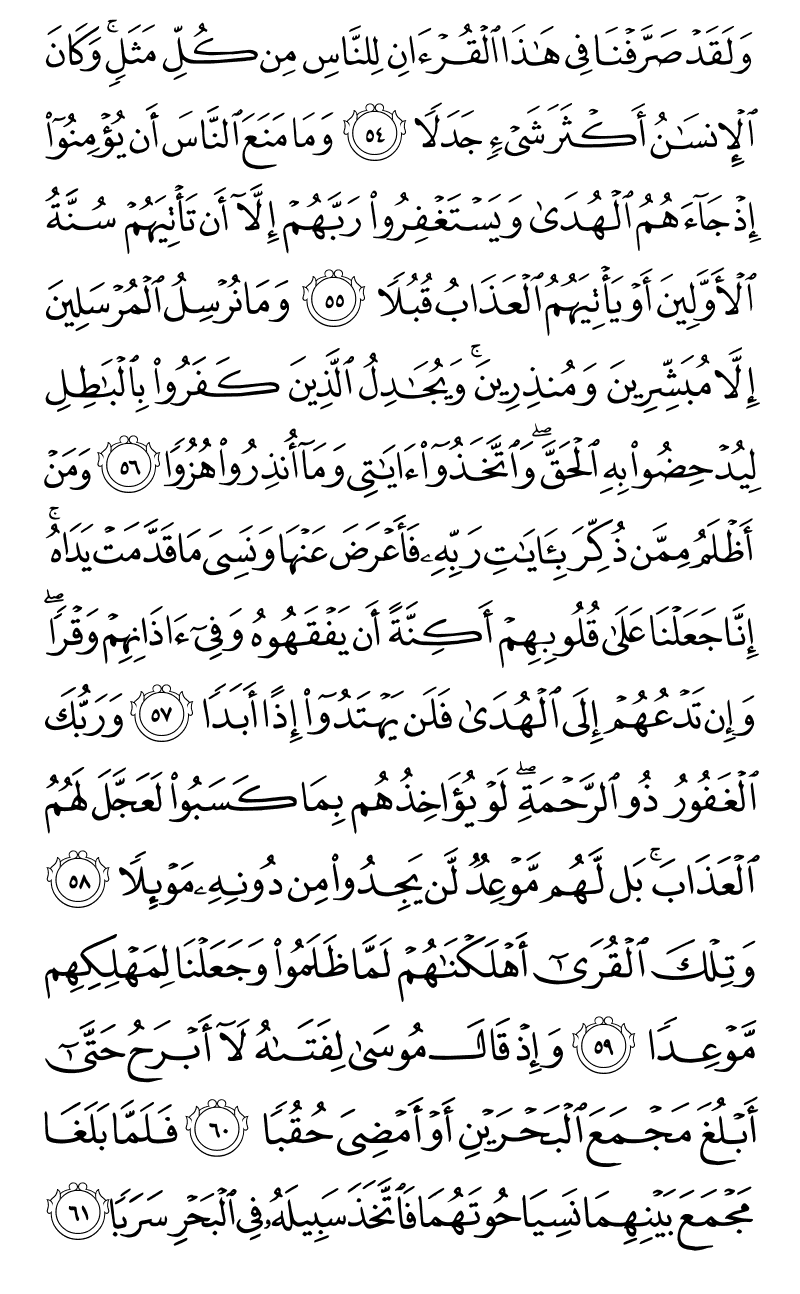 وَلَقَدْ صَرَّفْنَا فِى هَـٰذَا ٱلْقُرْءَانِ لِلنَّاسِ مِن كُلِّ مَثَلٍ ۚ وَكَانَ
ٱلْإِنسَـٰنُ أَكْثَرَ شَىْءٍ جَدَلًا ٥٤ وَمَا مَنَعَ ٱلنَّاسَ أَن يُؤْمِنُوٓا۟
إِذْ جَآءَهُمُ ٱلْهُدَىٰ وَيَسْتَغْفِرُوا۟ رَبَّهُمْ إِلَّآ أَن تَأْتِيَهُمْ سُنَّةُ
ٱلْأَوَّلِينَ أَوْ يَأْتِيَهُمُ ٱلْعَذَابُ قُبُلًا ٥٥ وَمَا نُرْسِلُ ٱلْمُرْسَلِينَ
إِلَّا مُبَشِّرِينَ وَمُنذِرِينَ ۚ وَيُجَـٰدِلُ ٱلَّذِينَ كَفَرُوا۟ بِٱلْبَـٰطِلِ
لِيُدْحِضُوا۟ بِهِ ٱلْحَقَّ ۖ وَٱتَّخَذُوٓا۟ ءَايَـٰتِى وَمَآ أُنذِرُوا۟ هُزُوًا ٥٦ وَمَنْ
أَظْلَمُ مِمَّن ذُكِّرَ بِـَٔايَـٰتِ رَبِّهِۦ فَأَعْرَضَ عَنْهَا وَنَسِىَ مَا قَدَّمَتْ يَدَاهُ ۚ
إِنَّا جَعَلْنَا عَلَىٰ قُلُوبِهِمْ أَكِنَّةً أَن يَفْقَهُوهُ وَفِىٓ ءَاذَانِهِمْ وَقْرًا ۖ
وَإِن تَدْعُهُمْ إِلَى ٱلْهُدَىٰ فَلَن يَهْتَدُوٓا۟ إِذًا أَبَدًا ٥٧ وَرَبُّكَ
ٱلْغَفُورُ ذُو ٱلرَّحْمَةِ ۖ لَوْ يُؤَاخِذُهُم بِمَا كَسَبُوا۟ لَعَجَّلَ لَهُمُ
ٱلْعَذَابَ ۚ بَل لَّهُم مَّوْعِدٌ لَّن يَجِدُوا۟ مِن دُونِهِۦ مَوْئِلًا ٥٨
وَتِلْكَ ٱلْقُرَىٰٓ أَهْلَكْنَـٰهُمْ لَمَّا ظَلَمُوا۟ وَجَعَلْنَا لِمَهْلِكِهِم
مَّوْعِدًا ٥٩ وَإِذْ قَالَ مُوسَىٰ لِفَتَىٰهُ لَآ أَبْرَحُ حَتَّىٰٓ
أَبْلُغَ مَجْمَعَ ٱلْبَحْرَيْنِ أَوْ أَمْضِىَ حُقُبًا ٦٠ فَلَمَّا بَلَغَا
مَجْمَعَ بَيْنِهِمَا نَسِيَا حُوتَهُمَا فَٱتَّخَذَ سَبِيلَهُۥ فِى ٱلْبَحْرِ سَرَبًا ٦١